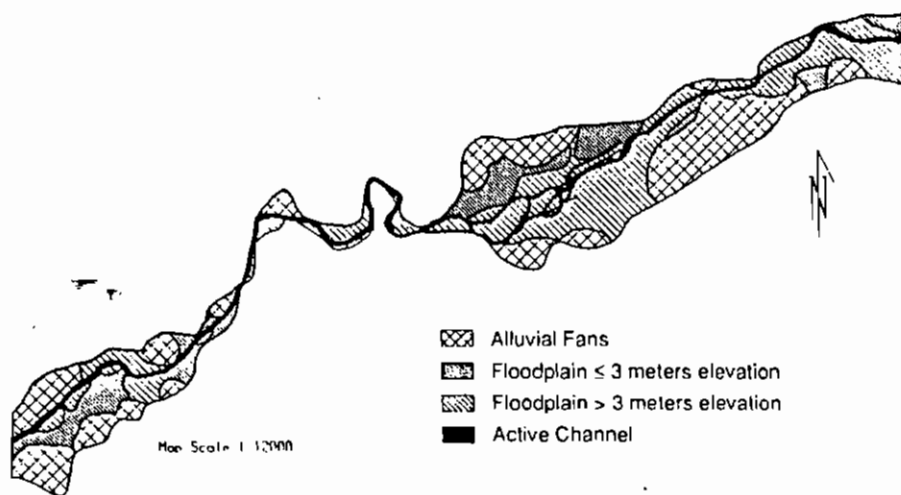 N
Alluvial Fans
Floodplain ≤ 3 meters elevation
Floodplain > 3 meters elevation
Active Channel
Map Scale 1:12000